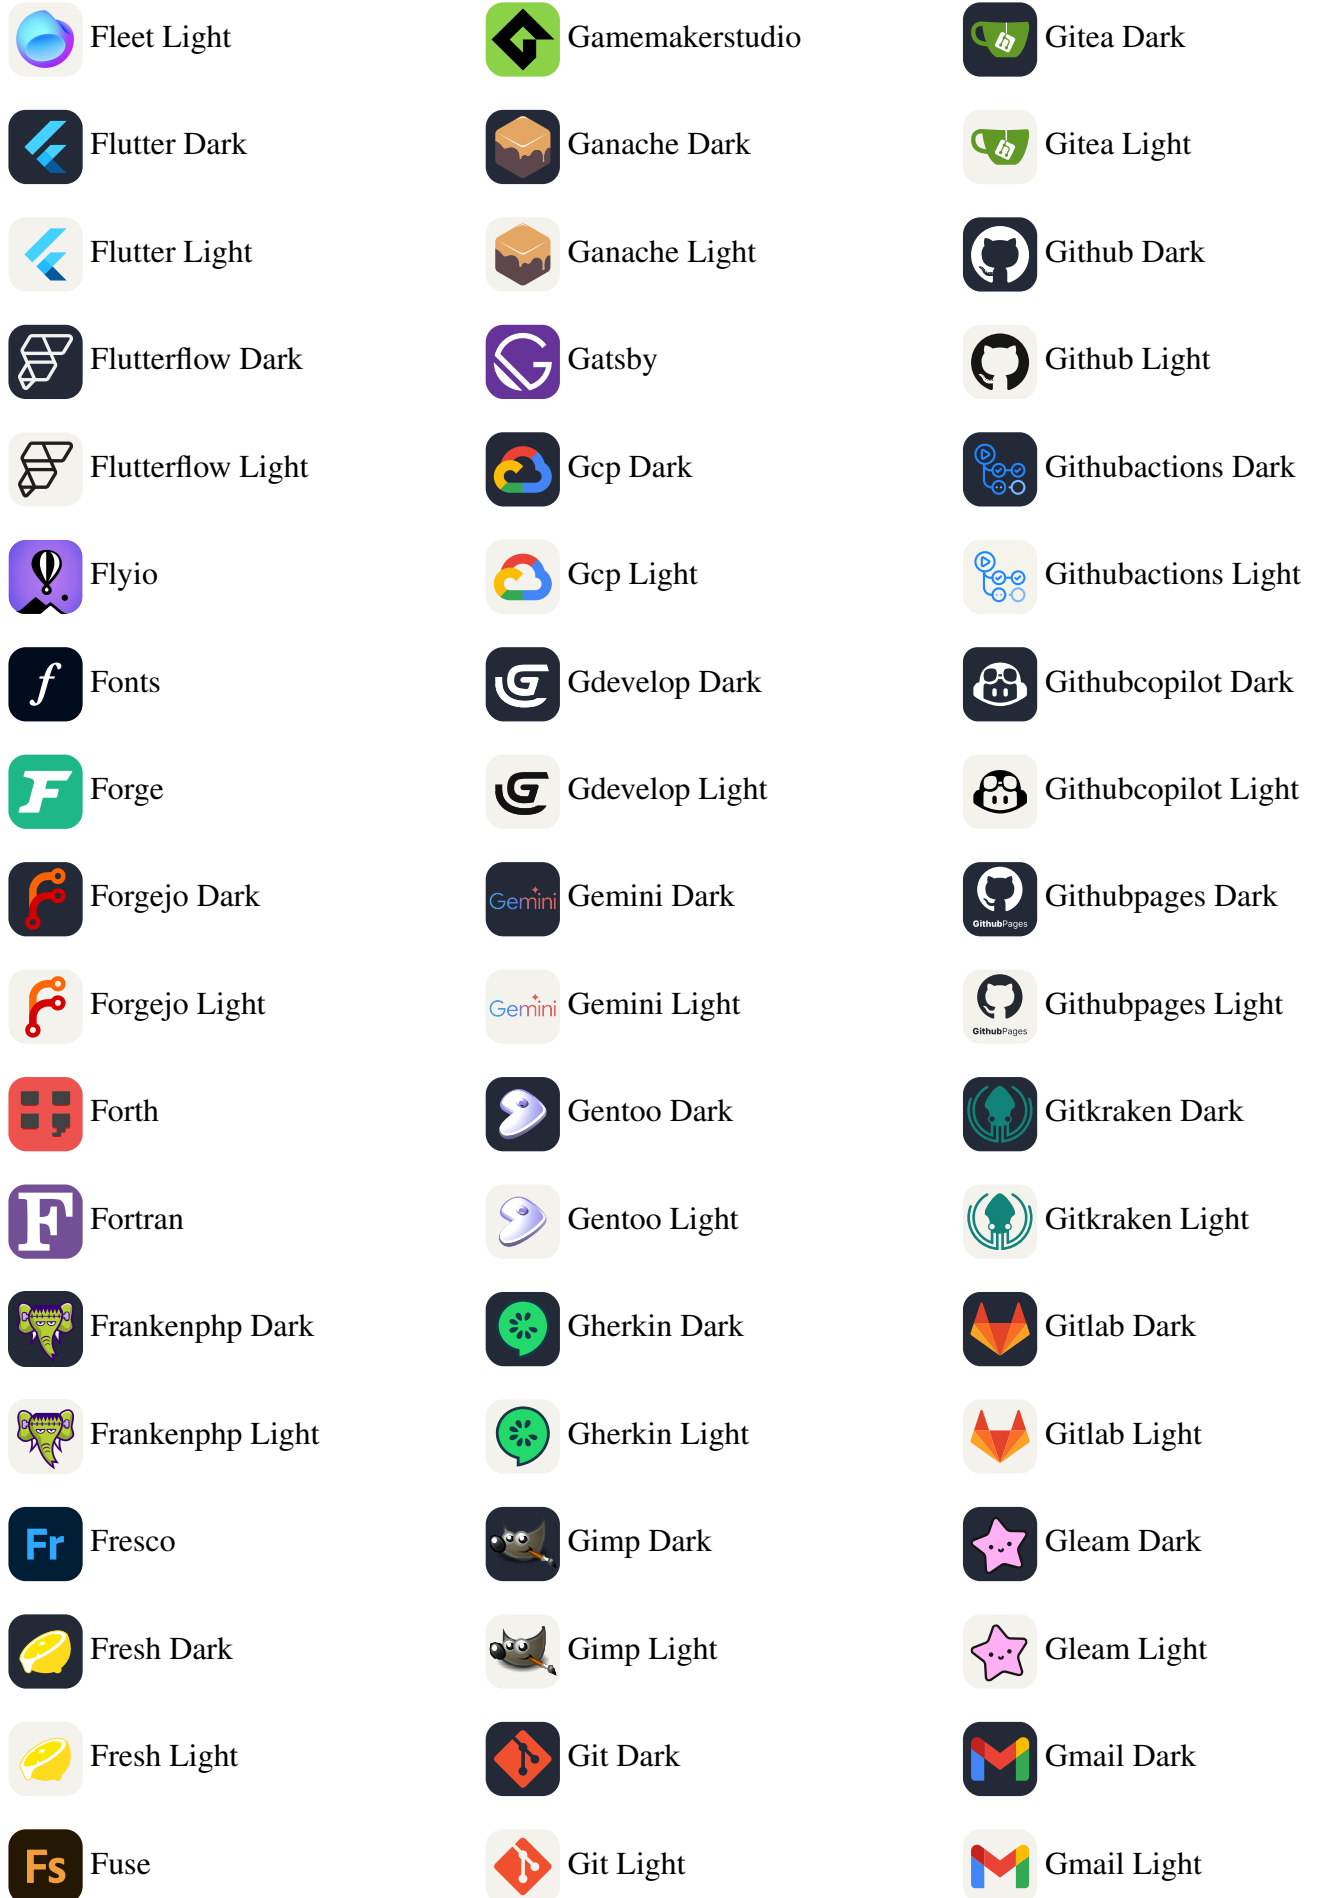 Fleet Light
Flutter Dark
Flutter Light
Flutterflow Dark
Flutterflow Light
Flyio
f Fonts
F Forge
Forgejo Dark
Forgejo Light
Forth
F Fortran
Frankenphp Dark
Frankenphp Light
Fr Fresco
Fresh Dark
Fresh Light
Fs Fuse
Gamemakerstudio
Ganache Dark
Ganache Light
Gatsby
Gcp Dark
Gcp Light
Gdevelop Dark
Gdevelop Light
Gemini Gemini Dark
Gemini Gemini Light
Gentoo Dark
Gentoo Light
Gherkin Dark
Gherkin Light
Gimp Dark
Gimp Light
Git Dark
Git Light
Gitea Dark
Gitea Light
Github Dark
Github Light
Githubactions Dark
Githubactions Light
Githubcopilot Dark
Githubcopilot Light
GithubPages Githubpages Dark
GithubPages Githubpages Light
Gitkraken Dark
Gitkraken Light
Gitlab Dark
Gitlab Light
Gleam Dark
Gleam Light
Gmail Dark
Gmail Light